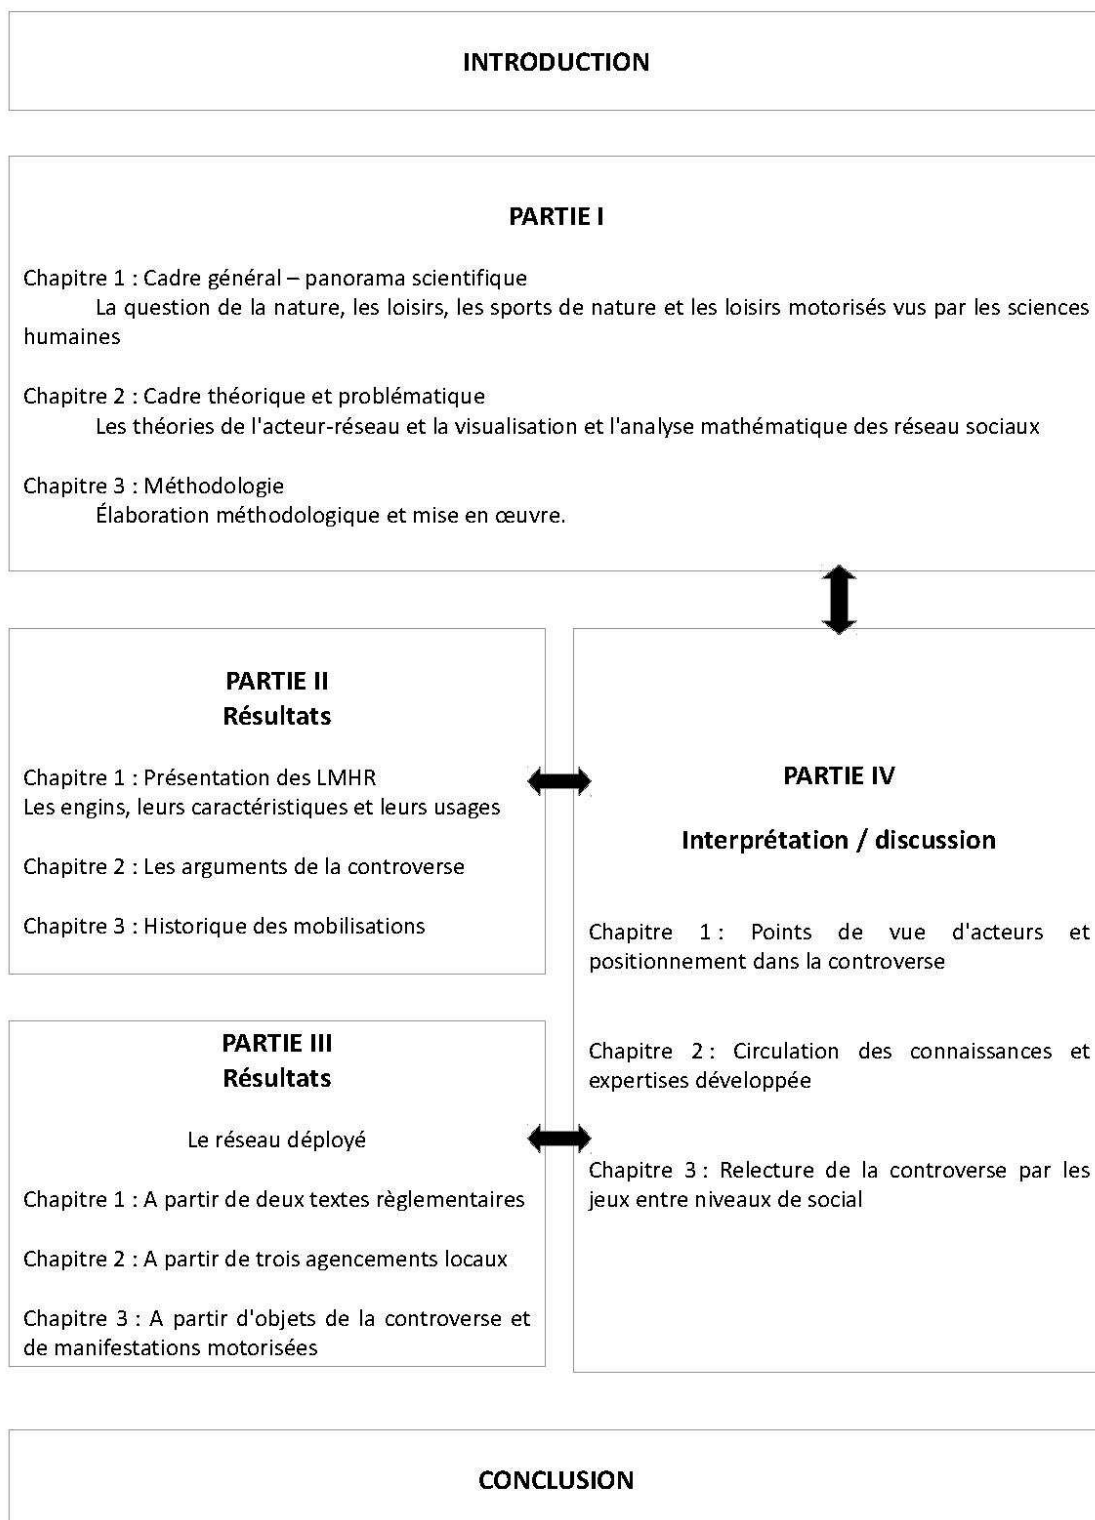 INTRODUCTION
PARTIE I
Chapitre 1 : Cadre général – panorama scientifique
La question de la nature, les loisirs, les sports de nature et les loisirs motorisés vus par les sciences
humaines
Chapitre 2 : Cadre théorique et problématique
Les théories de l'acteur-réseau et la visualisation et l'analyse mathématique des réseau sociaux
Chapitre 3 : Méthodologie
Élaboration méthodologique et mise en œuvre.
PARTIE II
Résultats
Chapitre 1 : Présentation des LMHR
Les engins, leurs caractéristiques et leurs usages
Chapitre 2 : Les arguments de la controverse
Chapitre 3 : Historique des mobilisations
PARTIE III
Résultats
Le réseau déployé
Chapitre 1 : A partir de deux textes règlementaires
Chapitre 2 : A partir de trois agencements locaux
Chapitre 3 : A partir d'objets de la controverse et
de manifestations motorisées
PARTIE IV
Interprétation / discussion
Chapitre 1 : Points de vue d'acteurs et
positionnement dans la controverse
Chapitre 2 : Circulation des connaissances et
expertises développée
Chapitre 3 : Relecture de la controverse par les
jeux entre niveaux de social
CONCLUSION